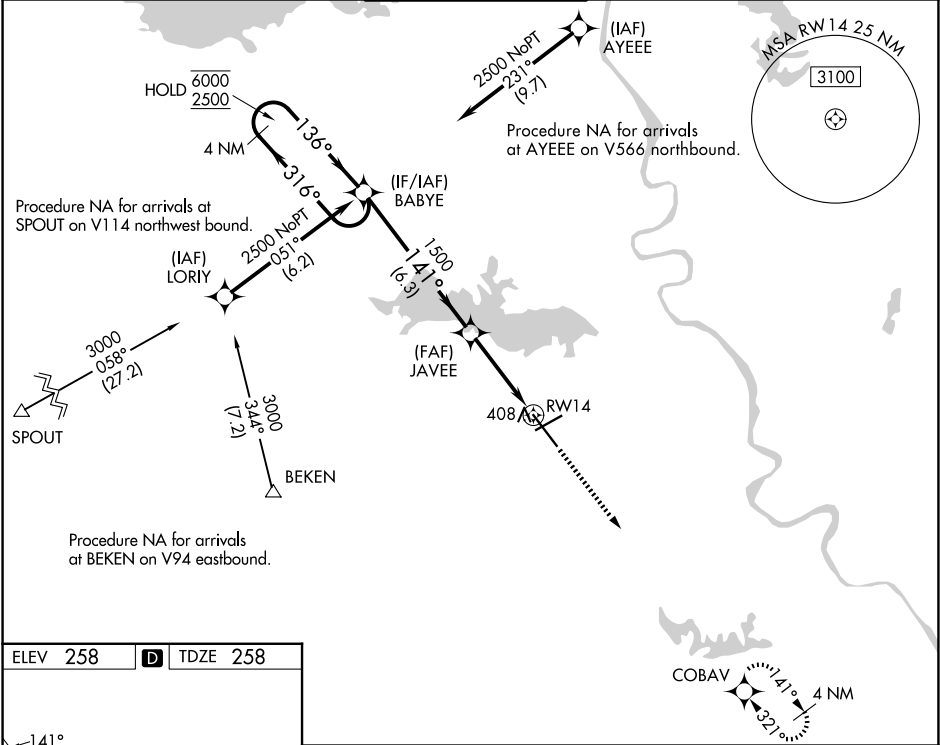 (IAF)
AYEEE
2500 NoPT
231°
(9.7)
MSA RW14 25 NM
3100
HOLD 6000
2500
4 NM
136°
316°
Procedure NA for arrivals
at AYEEE on V566 northbound.
(IF/IAF)
BABYE
Procedure NA for arrivals at
SPOUT on V114 northwest bound.
(IAF)
LORIY
2500 NoPT
051°
(6.2)
1500
141°
(6.3)
3000
058°
(27.2)
SPOUT
(FAF)
JAVEE
408
RW14
3000
344°
(7.2)
BEKEN
Procedure NA for arrivals
at BEKEN on V94 eastbound.
ELEV 258 D TDZE 258
141°
COBAV
141°
4 NM
321°